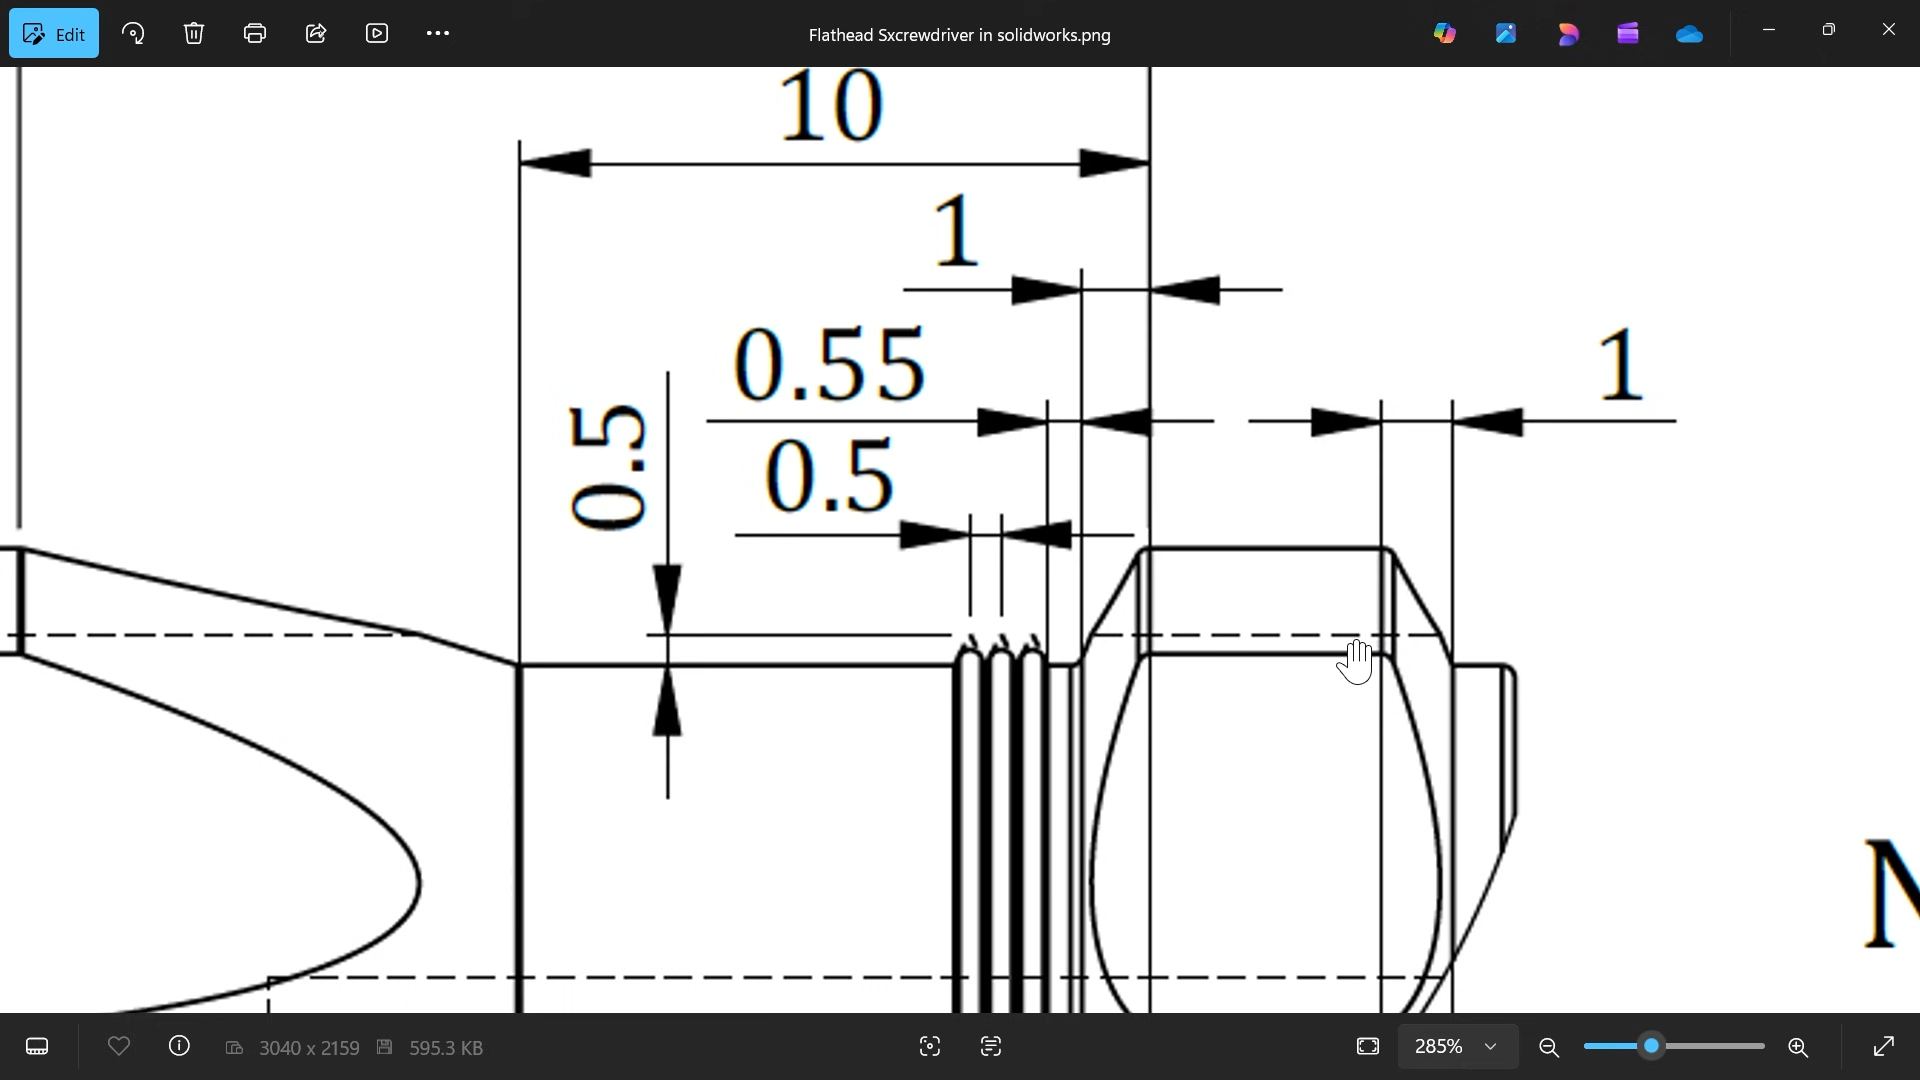 Edit
Flathead Sxcrewdriver in solidworks.png
10
1
0.55
1
0.5
0.5
N
3040 x 2159
595.3 KB
285%